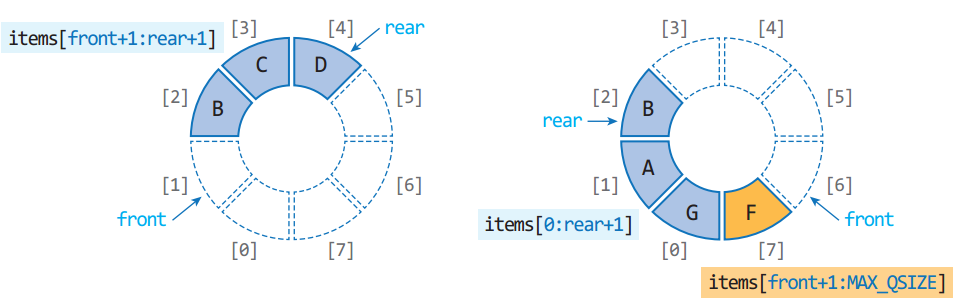 items[front+1:rear+1]
[3]
[4]
rear
C
D
[2]
B
[5]
[1]
[6]
front
[0]
[7]
[3]
[4]
[2]
B
[5]
rear
A
[1]
[6]
G
F
front
items[0:rear+1]
[0]
[7]
items[front+1:MAX_QSIZE]